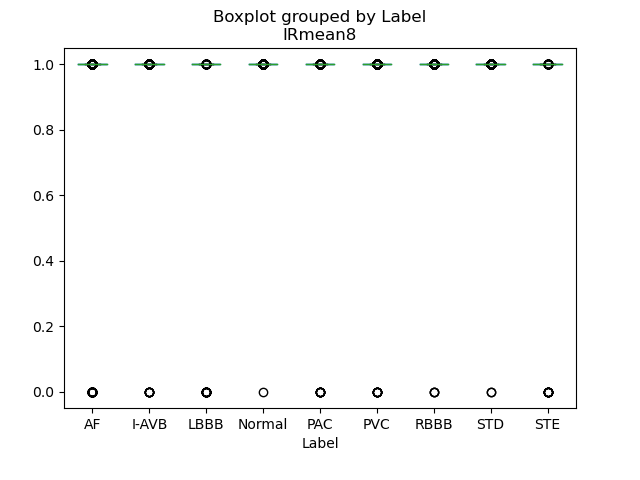 Boxplot grouped by Label
IRmean8
1.0
0.8
0.6
0.4
0.2
0.0
AF I-AVB LBBB Normal PAC PVC RBBB STD STE
Label